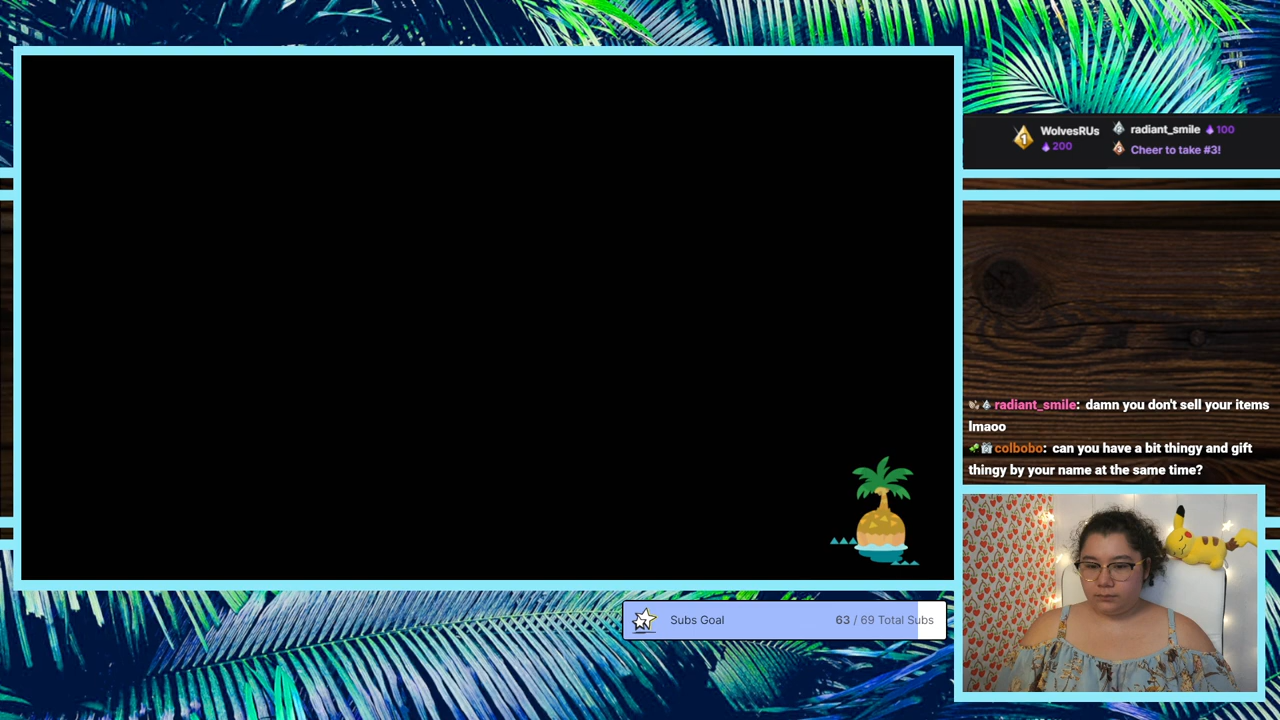 WolvesRUs
200
radiant_smile 100
Cheer to take #3!
radiant_smile: damn you don't sell your items
lmaoo
colbobo: can you have a bit thingy and gift
thingy by your name at the same time?
Subs Goal 63 / 69 Total Subs